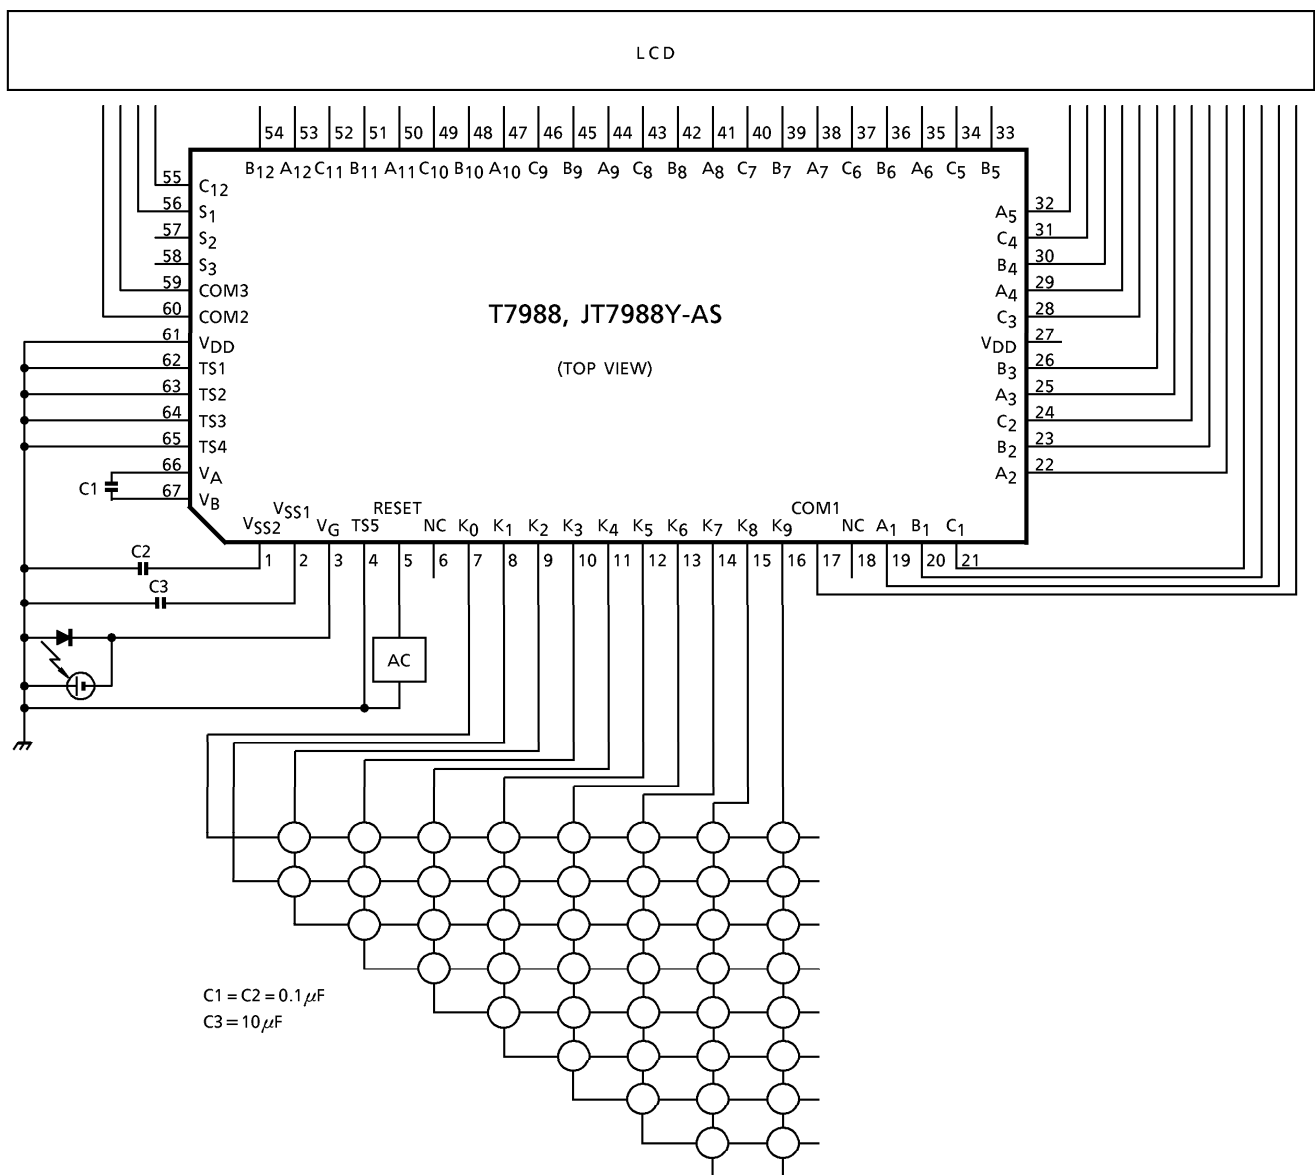 LCD
54 53 52 51 50 49 48 47 46 45 44 43 42 41 40 39 38 37 36 35 34 33
B12 A12 C11 B11 A11 C10 B10 A10 C9 B9 A9 C8 B8 A8 C7 B7 A7 C6 B6 A6 C5 B5
55 C12
56 S1
57 S2
58 S3
59 COM3
60 COM2
61 VDD
62 TS1
63 TS2
64 TS3
65 TS4
66 VA
67 VB
C1
A5 32
C4 31
B4 30
A4 29
C3 28
VDD 27
B3 26
A3 25
C2 24
B2 23
A2 22
T7988, JT7988Y-AS
(TOP VIEW)
VSS2 VSS1 VG TS5 RESET NC K0 K1 K2 K3 K4 K5 K6 K7 K8 K9 COM1 NC A1 B1 C1
1 2 3 4 5 6 7 8 9 10 11 12 13 14 15 16 17 18 19 20 21
C2
C3
AC
C1 = C2 = 0.1 μF
C3 = 10 μF